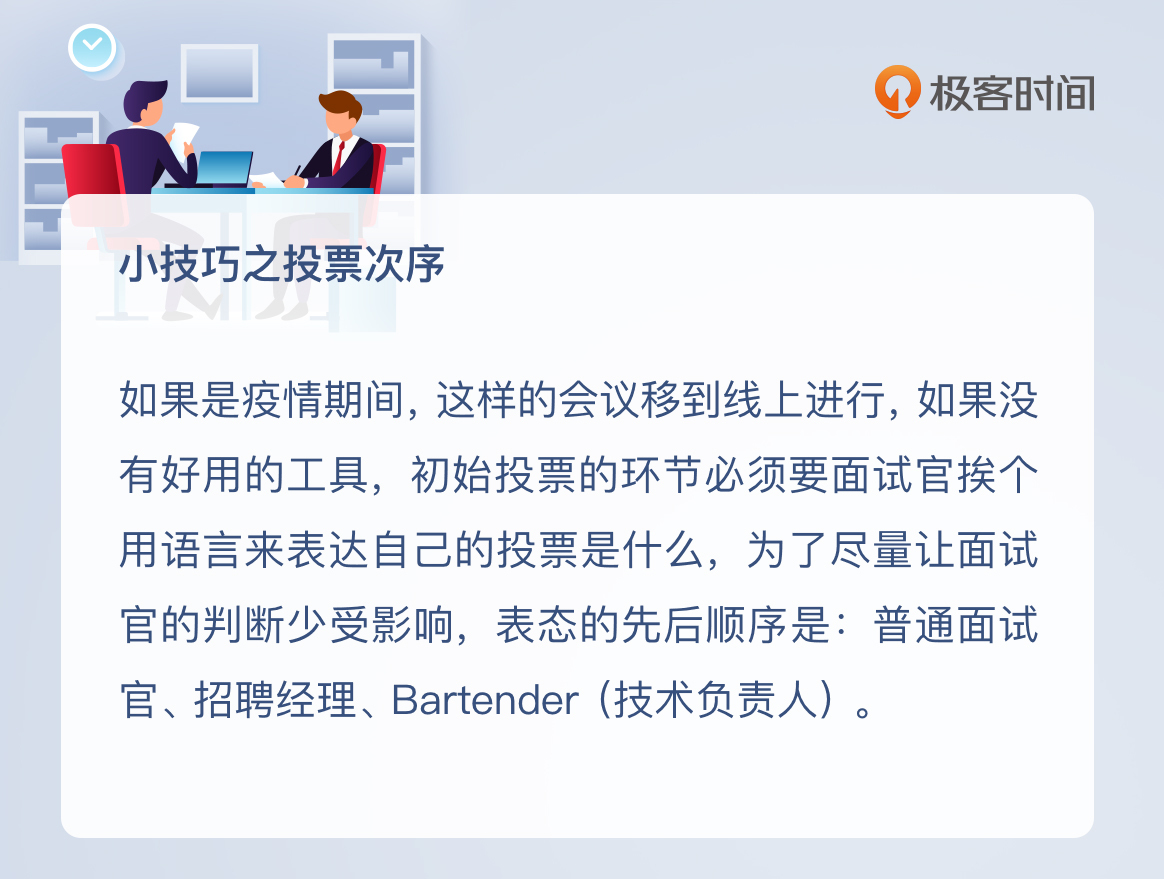 极客时间
小技巧之投票次序
如果是疫情期间，这样的会议移到线上进行，如果没
有好用的工具，初始投票的环节必须要面试官挨个
用语言来表达自己的投票是什么，为了尽量让面试
官的判断少受影响，表态的先后顺序是：普通面试
官、招聘经理、Bartender（技术负责人）。